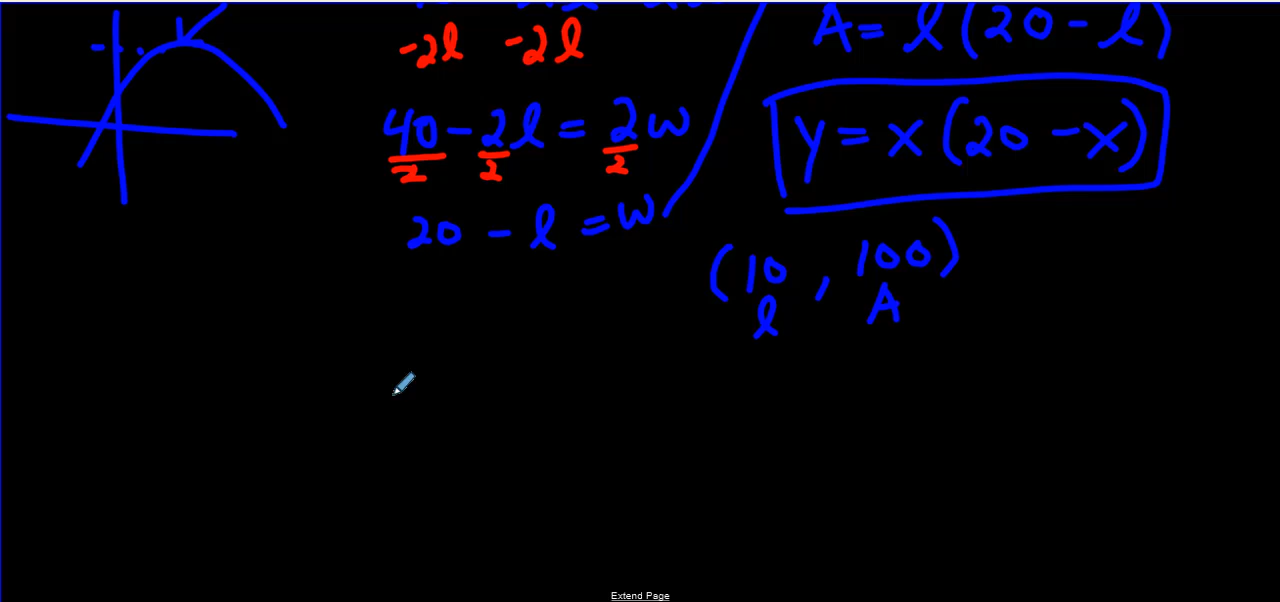 -2l -2l
40 - 2l = 2w
2 2 2
20 - l = w
A = l(20 - l)
y = x(20 - x)
(10, 100)
l A
Extend Page